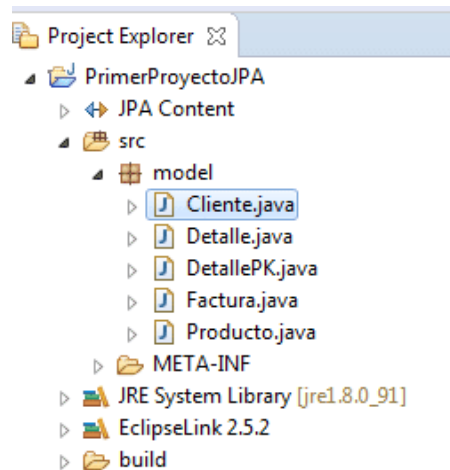 Project Explorer
PrimerProyectoJPA
JPA Content
src
model
Cliente.java
Detalle.java
DetallePK.java
Factura.java
Producto.java
META-INF
JRE System Library [jre1.8.0_91]
EclipseLink 2.5.2
build